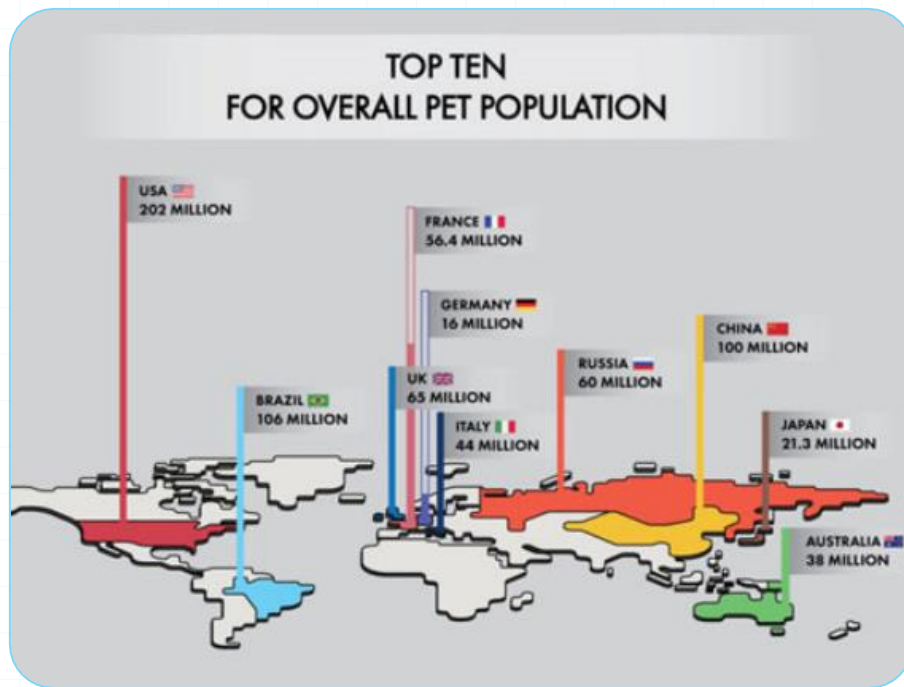 TOP TEN
FOR OVERALL PET POPULATION
USA
202 MILLION
FRANCE
56.4 MILLION
GERMANY
16 MILLION
CHINA
100 MILLION
RUSSIA
60 MILLION
UK
65 MILLION
BRAZIL
106 MILLION
ITALY
44 MILLION
JAPAN
21.3 MILLION
AUSTRALIA
38 MILLION